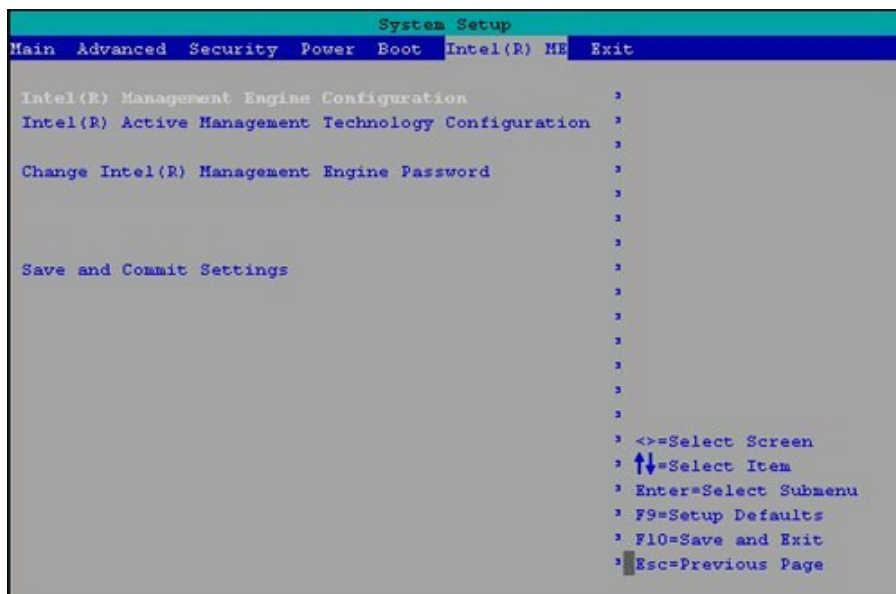 System Setup
Main Advanced Security Power Boot Intel(R) ME Exit
Intel(R) Management Engine Configuration
Intel(R) Active Management Technology Configuration
Change Intel(R) Management Engine Password
Save and Commit Settings
<>=Select Screen
↑↓=Select Item
Enter=Select Submenu
F9=Setup Defaults
F10=Save and Exit
Esc=Previous Page